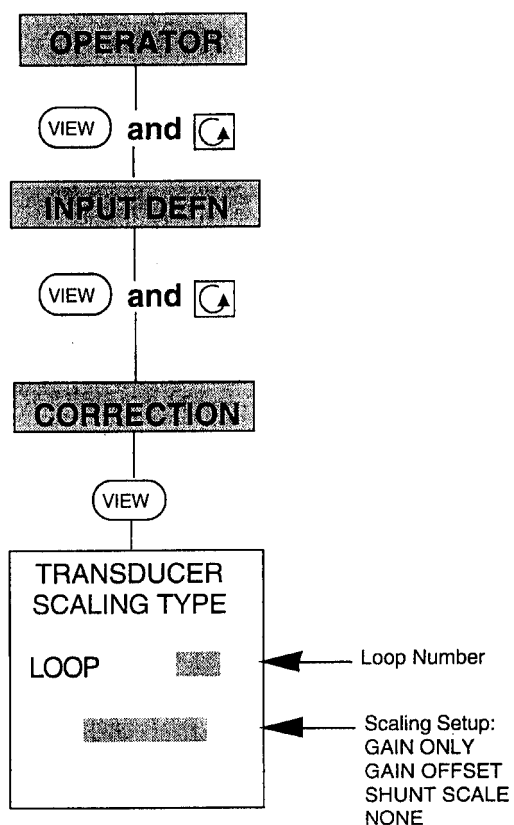 OPERATOR
VIEW and
INPUT DEFN
VIEW and
CORRECTION
VIEW
TRANSDUCER
SCALING TYPE
LOOP
Loop Number
Scaling Setup:
GAIN ONLY
GAIN OFFSET
SHUNT SCALE
NONE